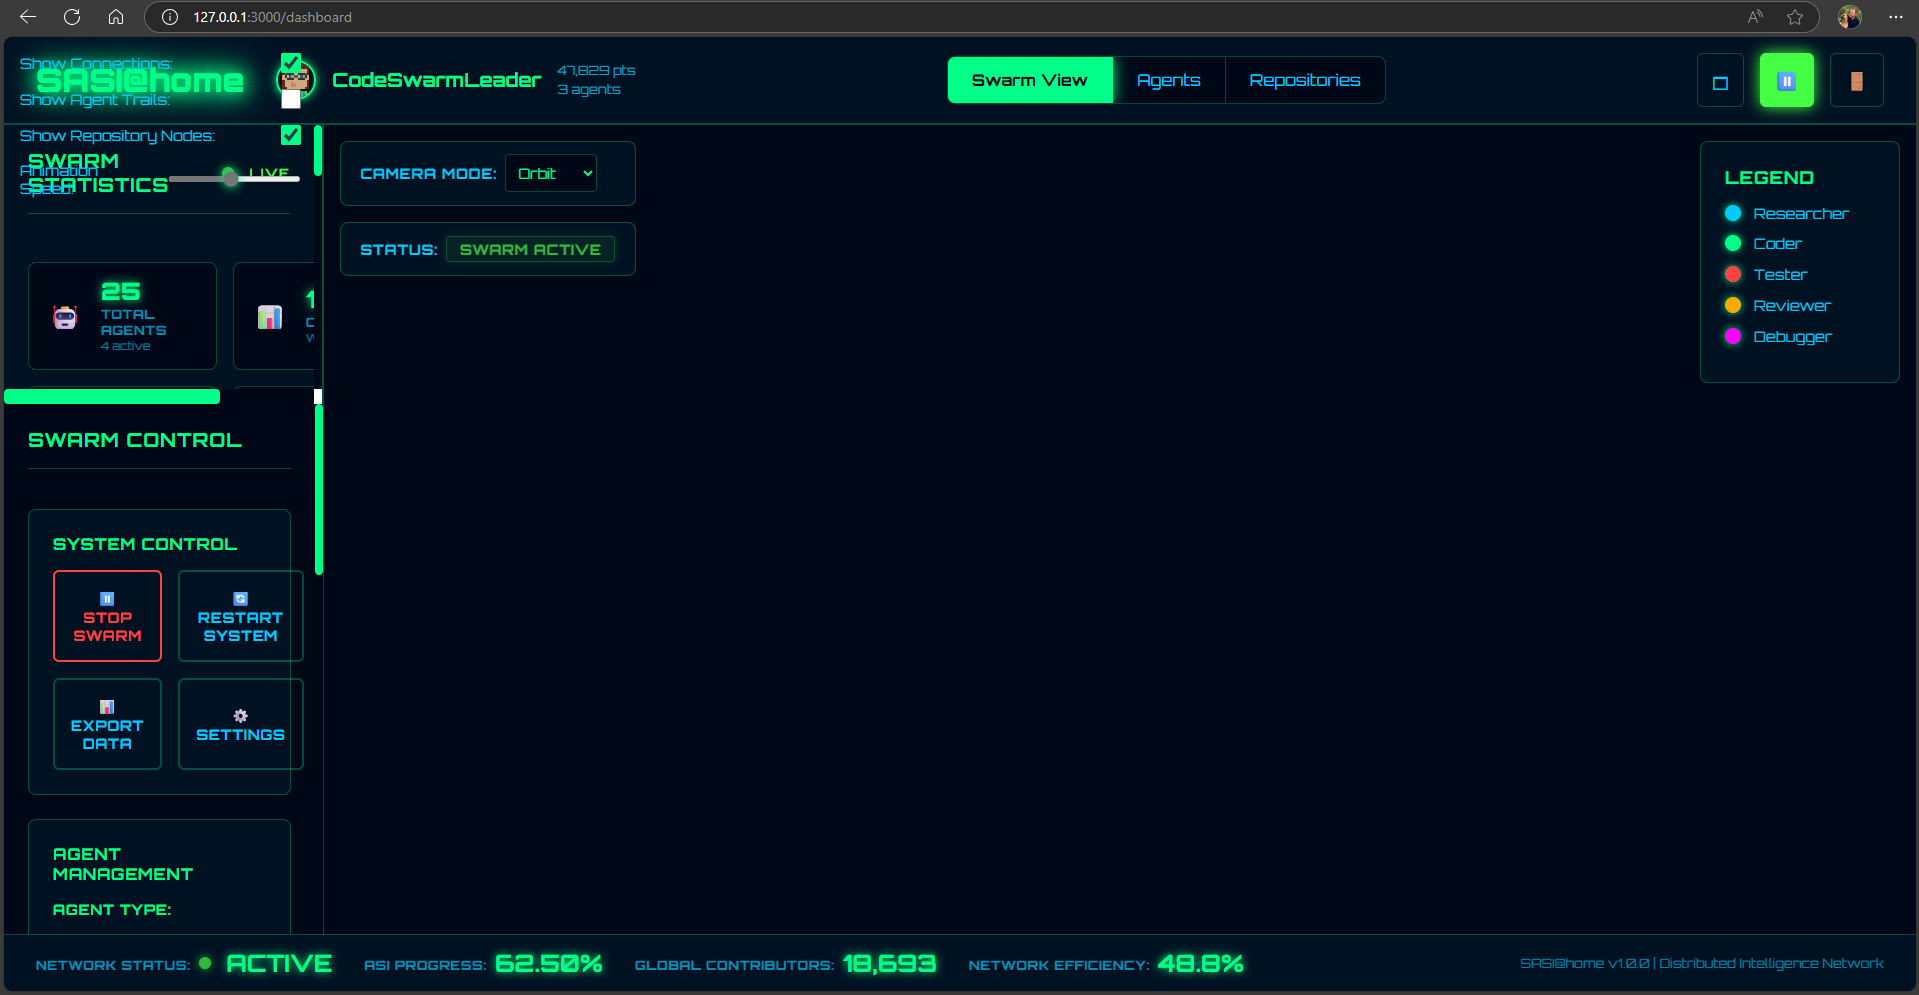 127.0.0.1:3000/dashboard
Show Connections:
SASI@home
Show Agent Trails:
Show Repository Nodes:
Animation
Speed:
CodeSwarmLeader
47,829 pts
3 agents
Swarm View
Agents
Repositories
SWARM
STATISTICS
LIVE
25
TOTAL
AGENTS
4 active
CAMERA MODE: Orbit
STATUS: SWARM ACTIVE
LEGEND
Researcher
Coder
Tester
Reviewer
Debugger
SWARM CONTROL
SYSTEM CONTROL
STOP
SWARM
RESTART
SYSTEM
EXPORT
DATA
SETTINGS
AGENT
MANAGEMENT
AGENT TYPE:
NETWORK STATUS: ACTIVE
ASI PROGRESS: 62.50%
GLOBAL CONTRIBUTORS: 18,693
NETWORK EFFICIENCY: 48.8%
SASI@home v1.0.0 | Distributed Intelligence Network